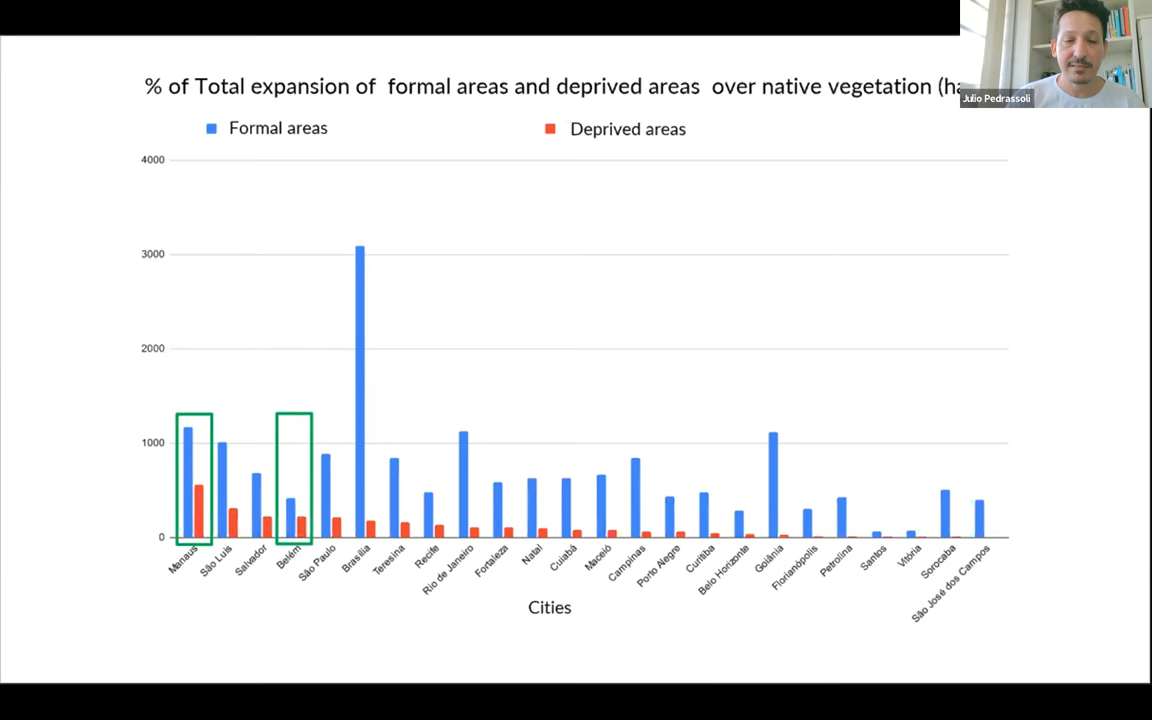 % of Total expansion of formal areas and deprived areas over native vegetation (ha
Julio Pedrassoli
Formal areas
Deprived areas
4000
3000
2000
1000
0
Manaus
São Luis
Salvador
Belém
São Paulo
Brasilia
Teresina
Recife
Rio de Janeiro
Fortaleza
Natal
Cuiabá
Maceió
Campinas
Porto Alegre
Curitiba
Belo Horizonte
Goiânia
Florianópolis
Petrolina
Santos
Vitória
Sorocaba
São José dos Campos
Cities